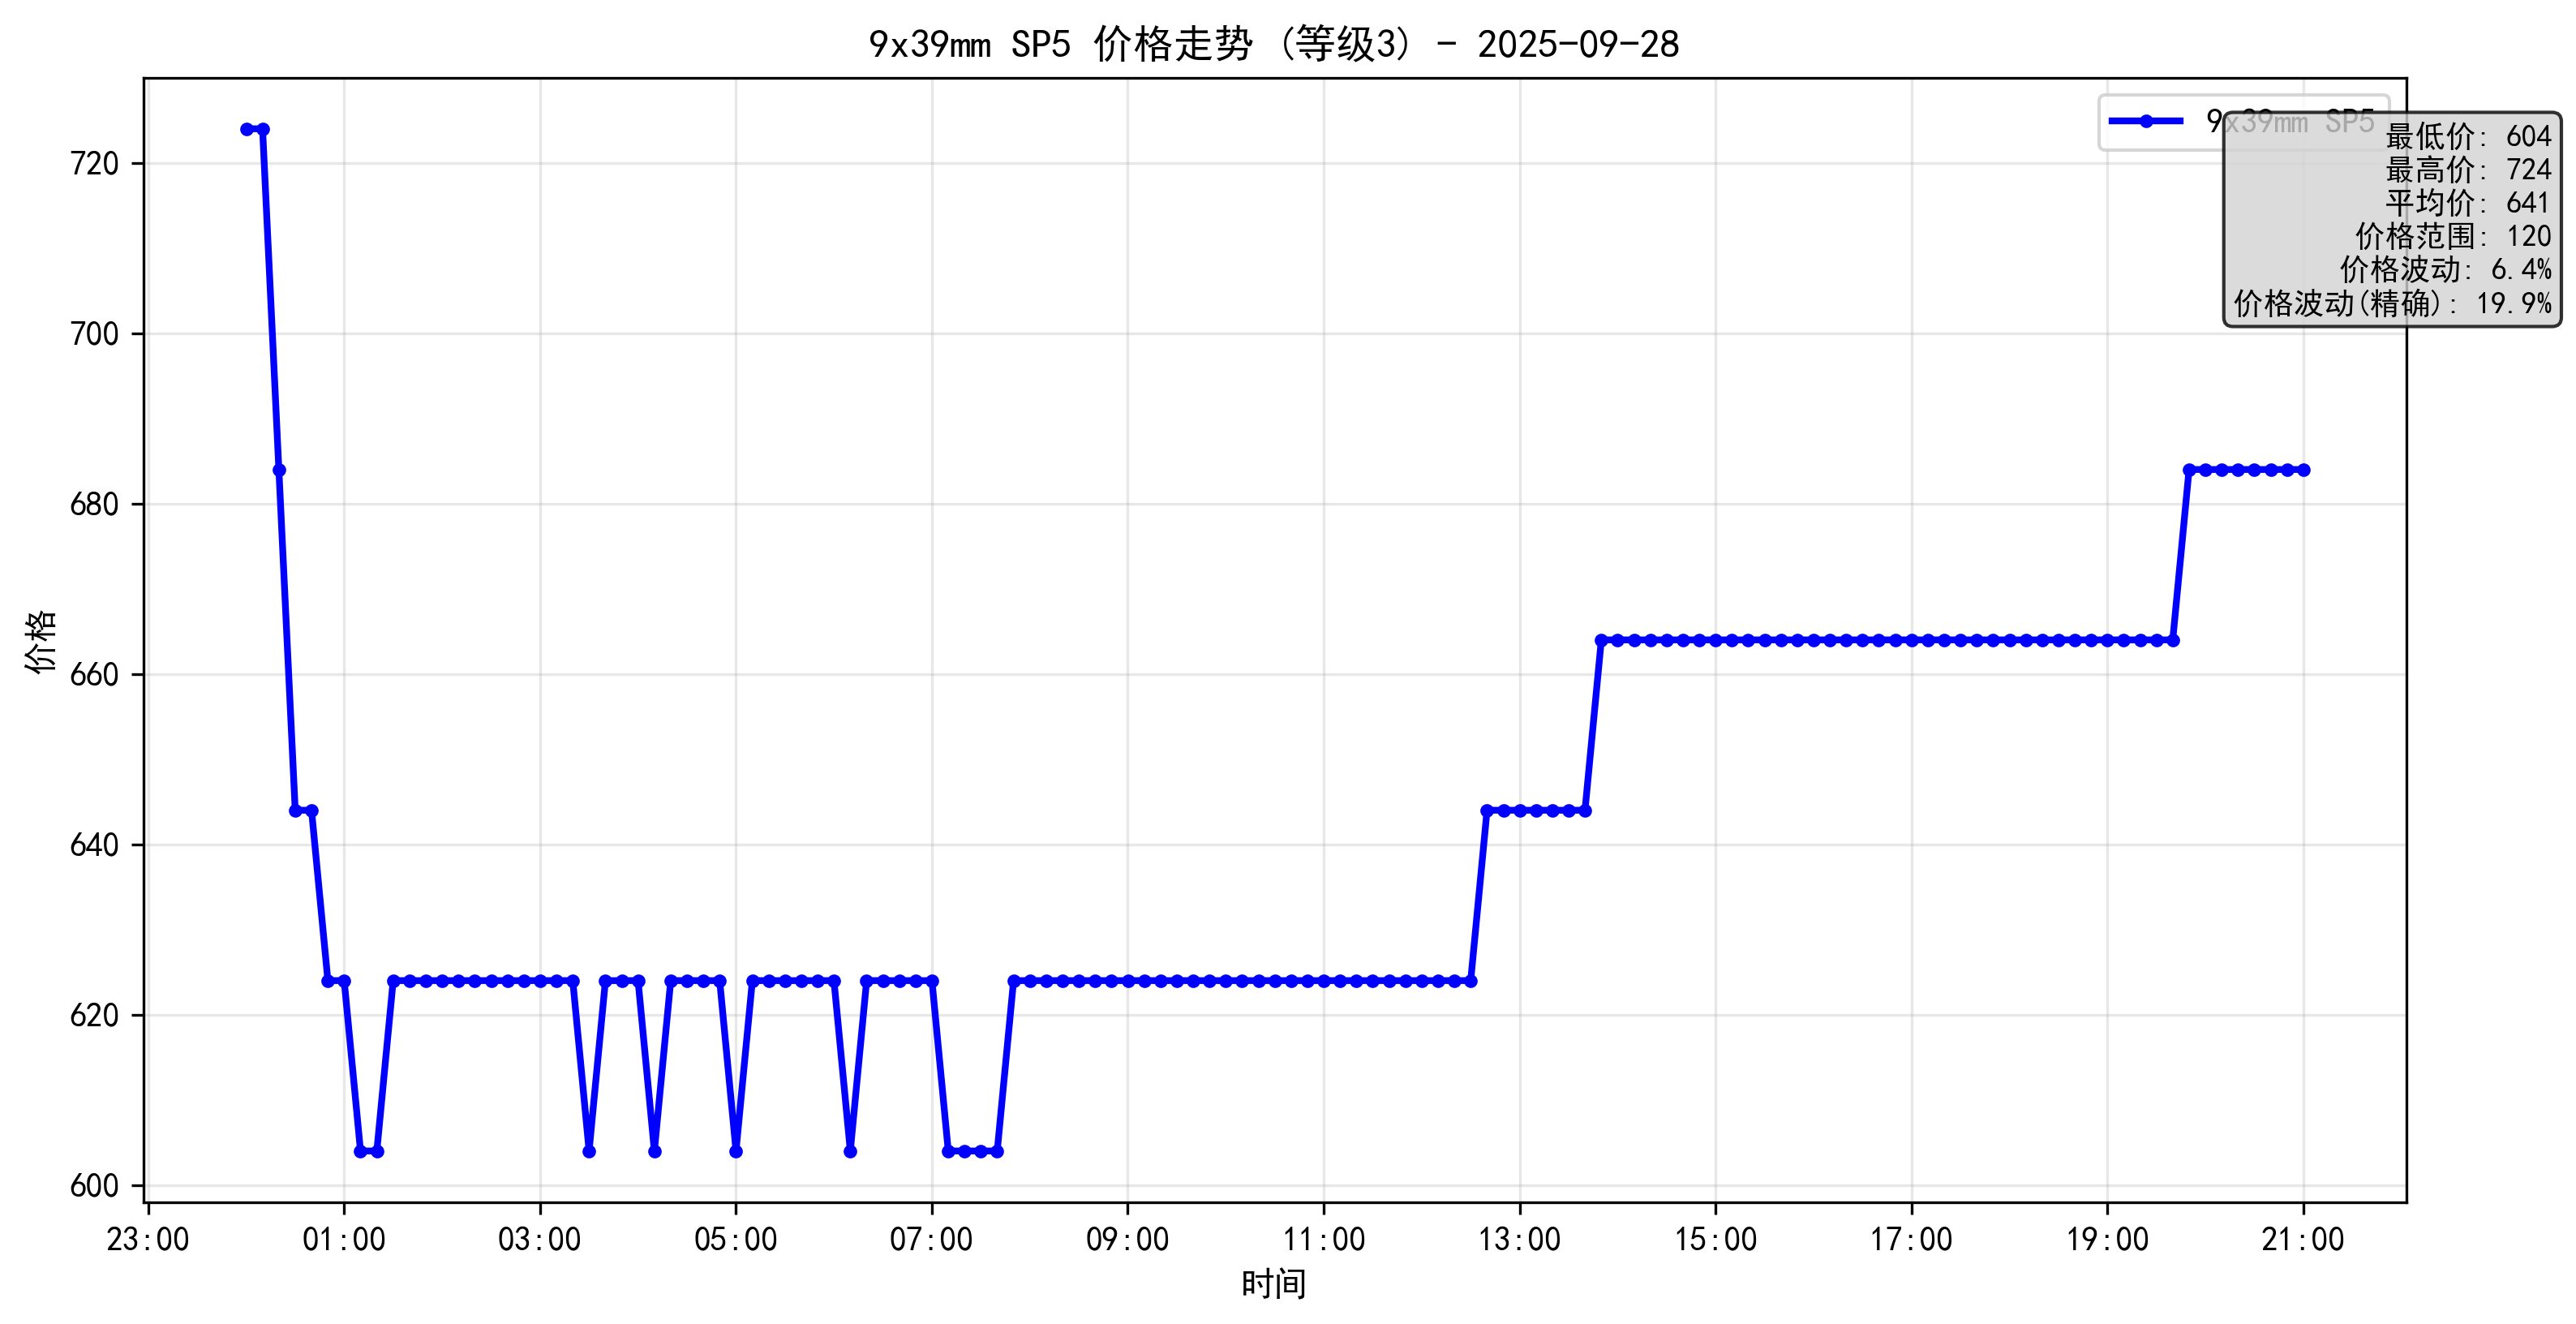 9x39mm SP5 价格走势 (等级3) - 2025-09-28
9x39mm SP5
最低价: 604
最高价: 724
平均价: 641
价格范围: 120
价格波动: 6.4%
价格波动(精确): 19.9%
价格
720
700
680
660
640
620
600
23:00 01:00 03:00 05:00 07:00 09:00 11:00 13:00 15:00 17:00 19:00 21:00
时间